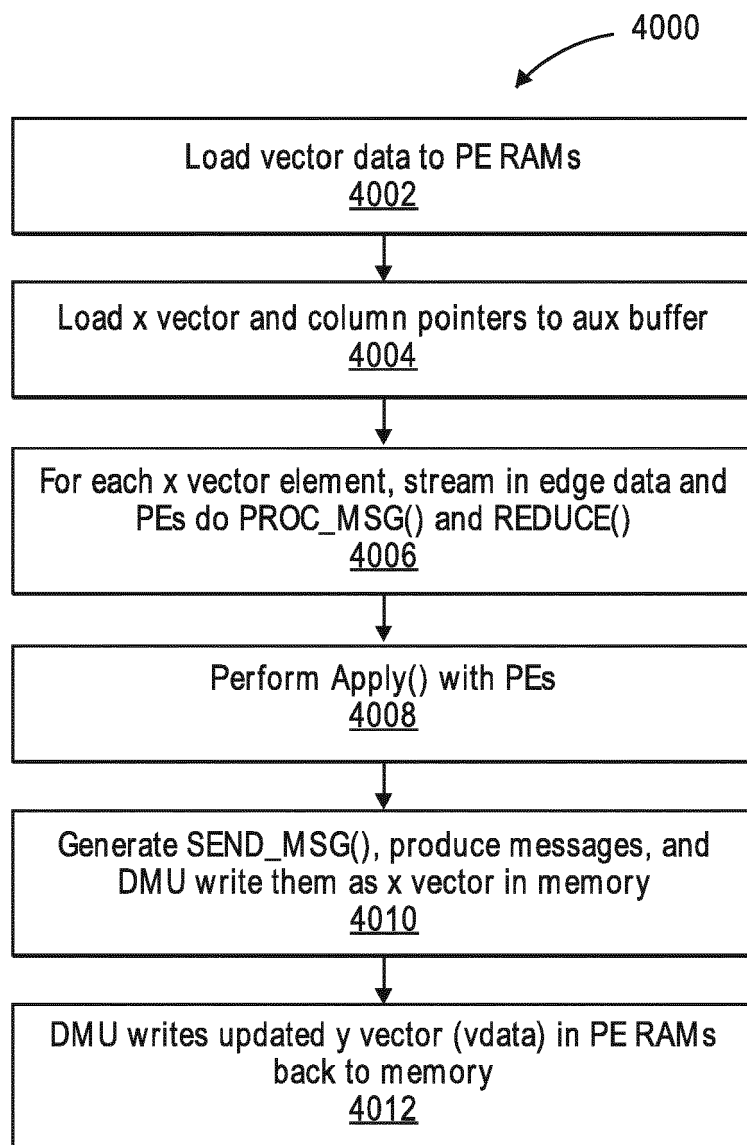 4000
Load vector data to PE RAMs
4002
Load x vector and column pointers to aux buffer
4004
For each x vector element, stream in edge data and
PEs do PROC_MSG() and REDUCE()
4006
Perform Apply() with PEs
4008
Generate SEND_MSG(), produce messages, and
DMU write them as x vector in memory
4010
DMU writes updated y vector (vdata) in PE RAMs
back to memory
4012